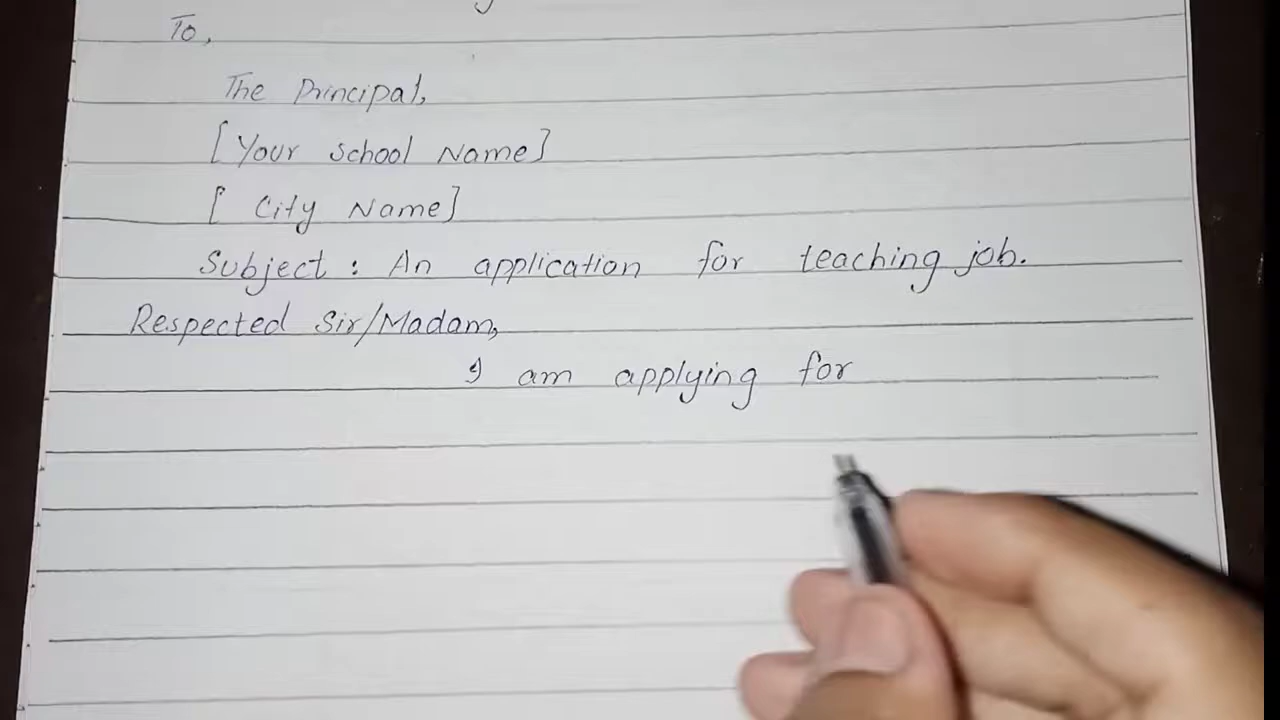 To,
The Principal,
[Your School Name]
[City Name]
Subject : An application for teaching job.
Respected Sir/Madam,
I am applying for